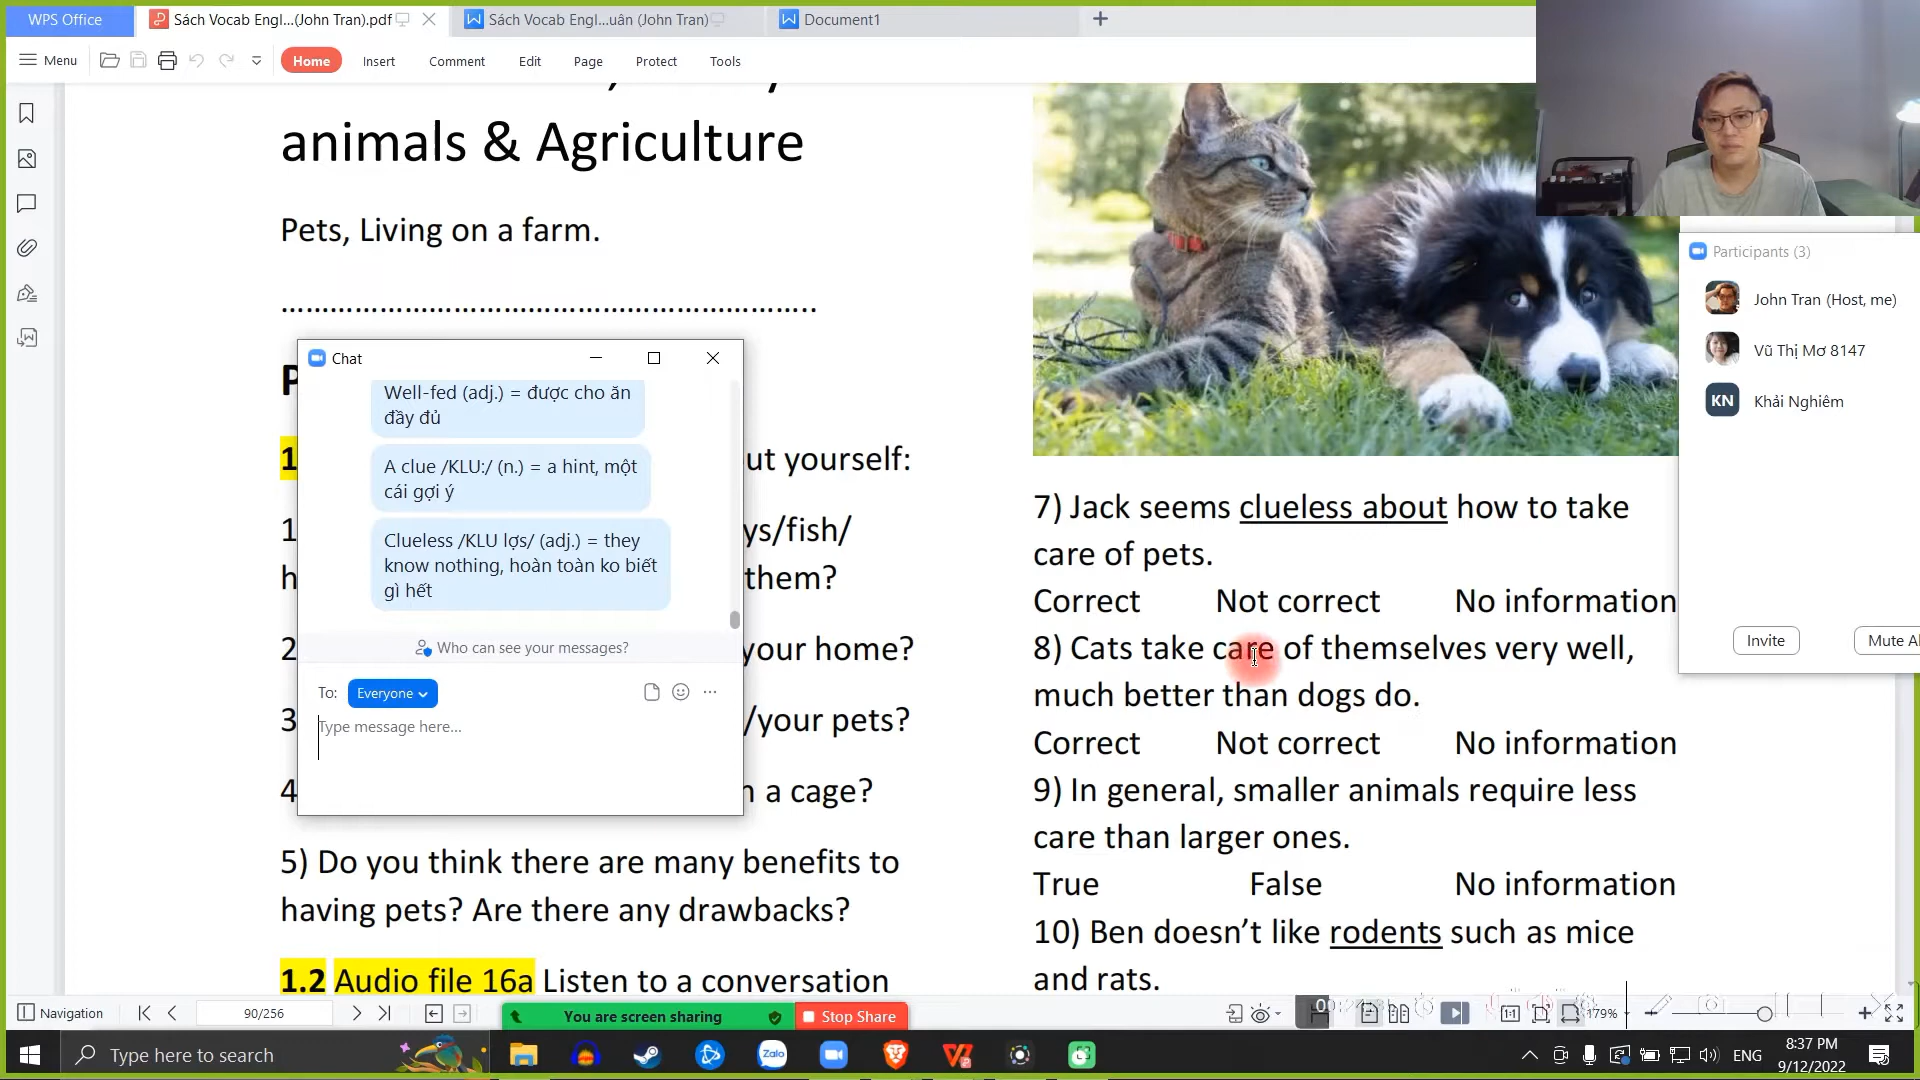 WPS Office
Sách Vocab Engl...(John Tran).pdf
Sách Vocab Engl...uân (John Tran)
Document1
Menu
Home
Insert
Comment
Edit
Page
Protect
Tools
animals & Agriculture
Pets, Living on a farm.
Chat
Well-fed (adj.) = được cho ăn
đầy đủ
A clue /KLU:/ (n.) = a hint, một
cái gợi ý
Clueless /KLU lợs/ (adj.) = they
know nothing, hoàn toàn ko biết
gì hết
Who can see your messages?
To: Everyone
Type message here...
ut yourself:
ys/fish/
them?
your home?
/your pets?
a cage?
5) Do you think there are many benefits to
having pets? Are there any drawbacks?
1.2 Audio file 16a Listen to a conversation
7) Jack seems clueless about how to take
care of pets.
Correct Not correct No information
8) Cats take care of themselves very well,
much better than dogs do.
Correct Not correct No information
9) In general, smaller animals require less
care than larger ones.
True False No information
10) Ben doesn’t like rodents such as mice
and rats.
Participants (3)
John Tran (Host, me)
Vũ Thị Mơ 8147
KN Khải Nghiêm
Invite
Mute Al
Navigation
90/256
You are screen sharing
Stop Share
179%
Type here to search
Zalo
ENG
8:37 PM
9/12/2022